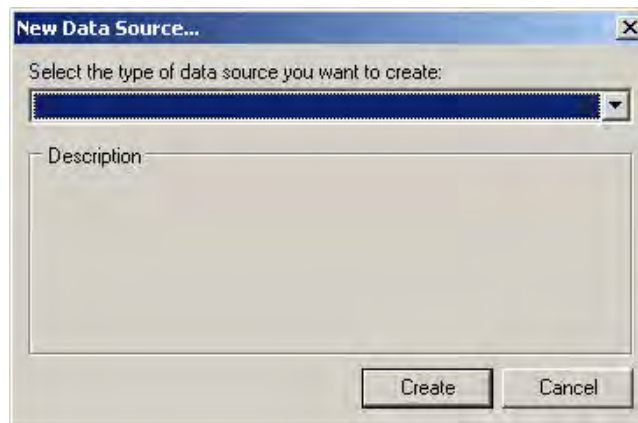 New Data Source...
Select the type of data source you want to create:
Description
Create Cancel